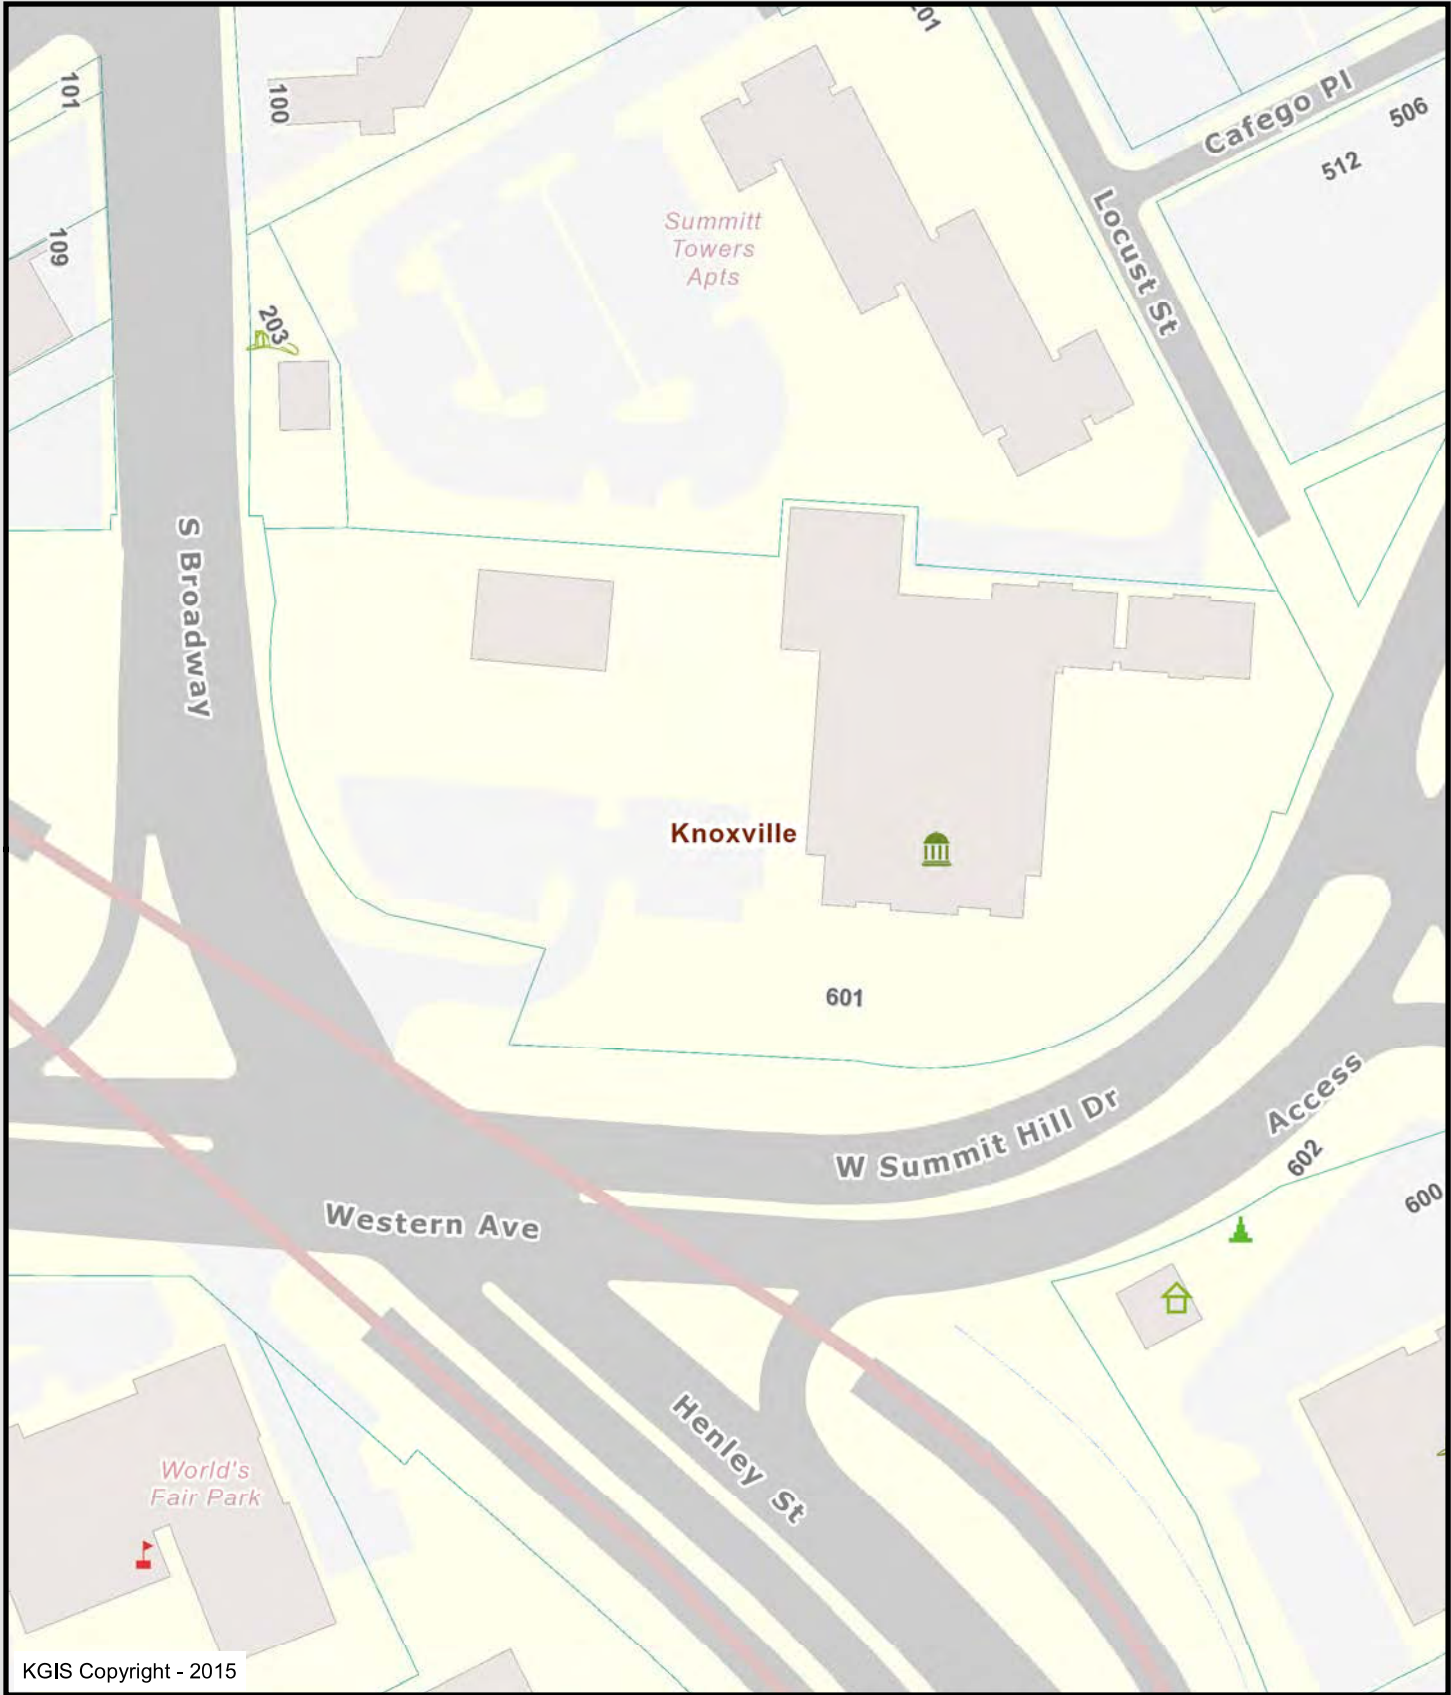 101
101
100
Cafego Pl
506
512
109
Summitt
Towers
Apts
Locust St
203
S Broadway
Knoxville
601
W Summit Hill Dr
Access
602
600
Western Ave
Henley St
World's
Fair Park
KGIS Copyright - 2015